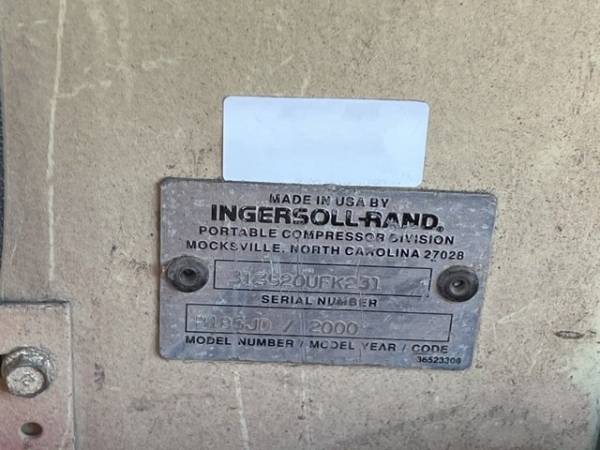 MADE IN USA BY
INGERSOLL-RAND®
PORTABLE COMPRESSOR DIVISION
MOCKSVILLE, NORTH CAROLINA 27028
SERIAL NUMBER
/ 2000
MODEL NUMBER / MODEL YEAR / CODE
36523308